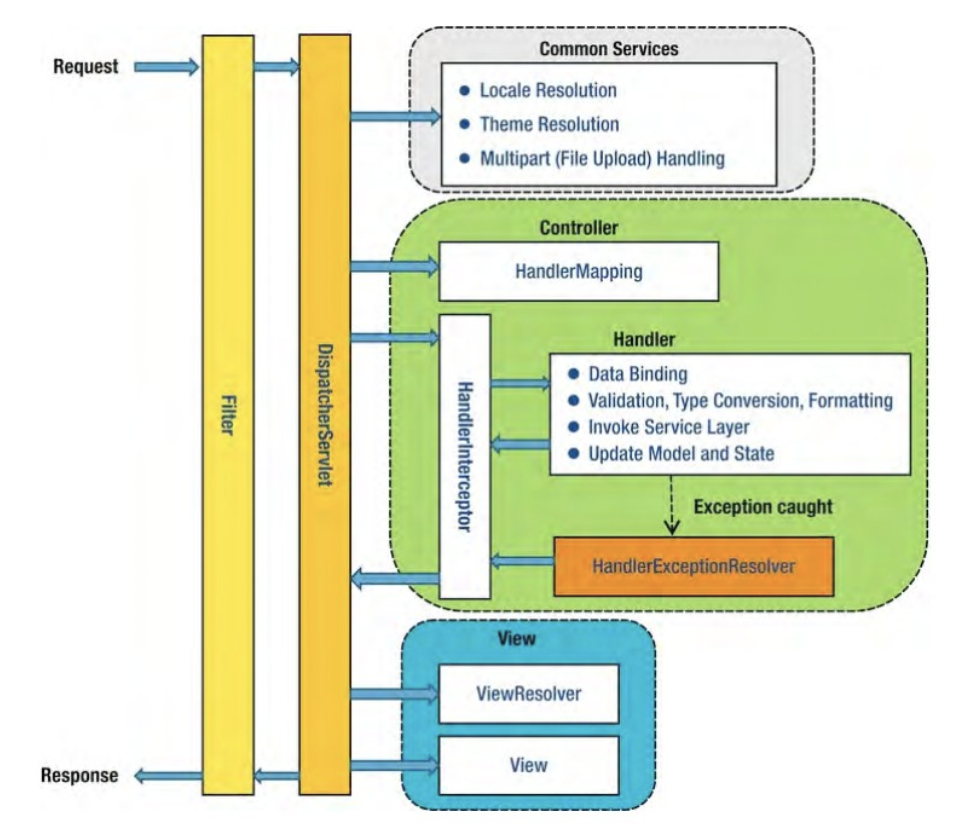 Common Services
Request
Locale Resolution
Theme Resolution
Multipart (File Upload) Handling
Controller
HandlerMapping
Filter
DispatcherServlet
HandlerInterceptor
Handler
Data Binding
Validation, Type Conversion, Formatting
Invoke Service Layer
Update Model and State
Exception caught
HandlerExceptionResolver
View
ViewResolver
View
Response